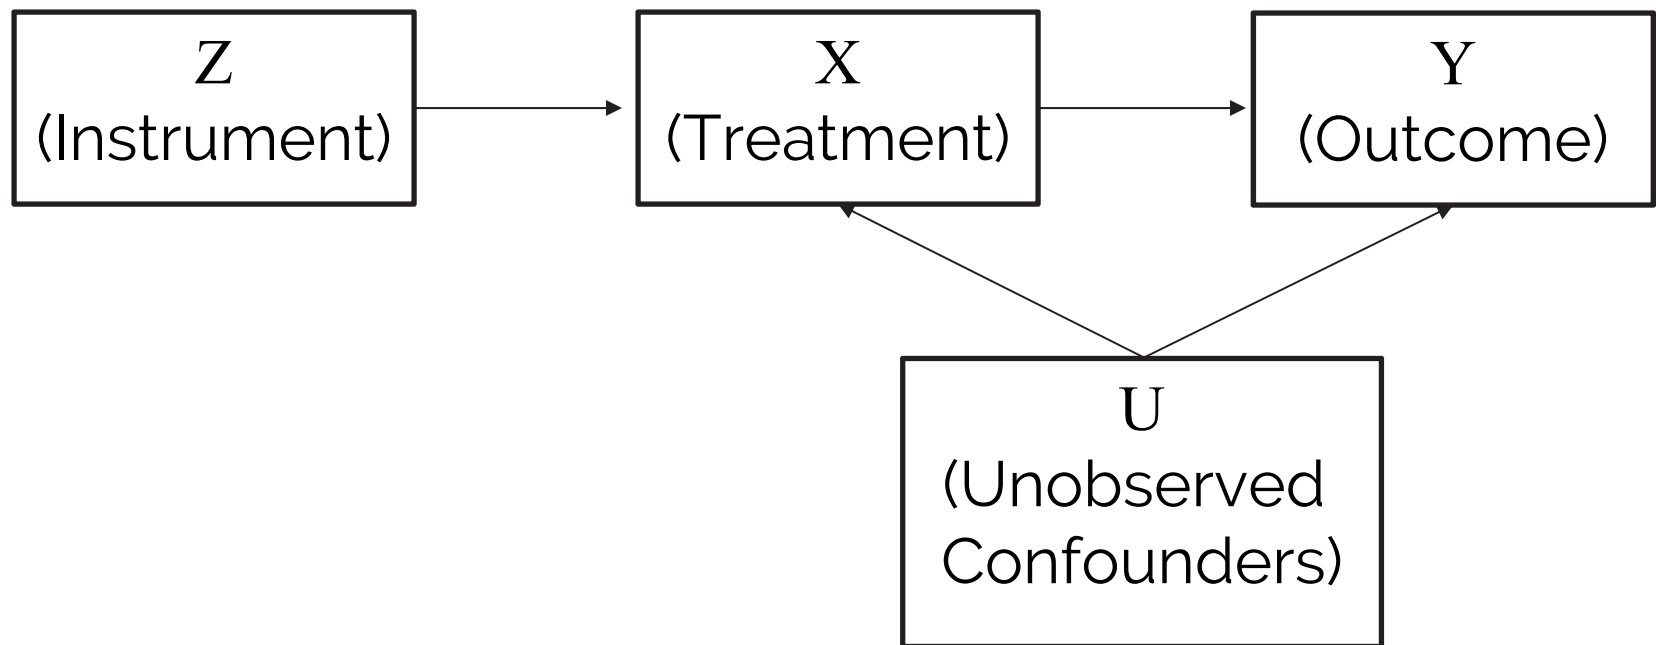 Z
(Instrument)
X
(Treatment)
Y
(Outcome)
U
(Unobserved
Confounders)